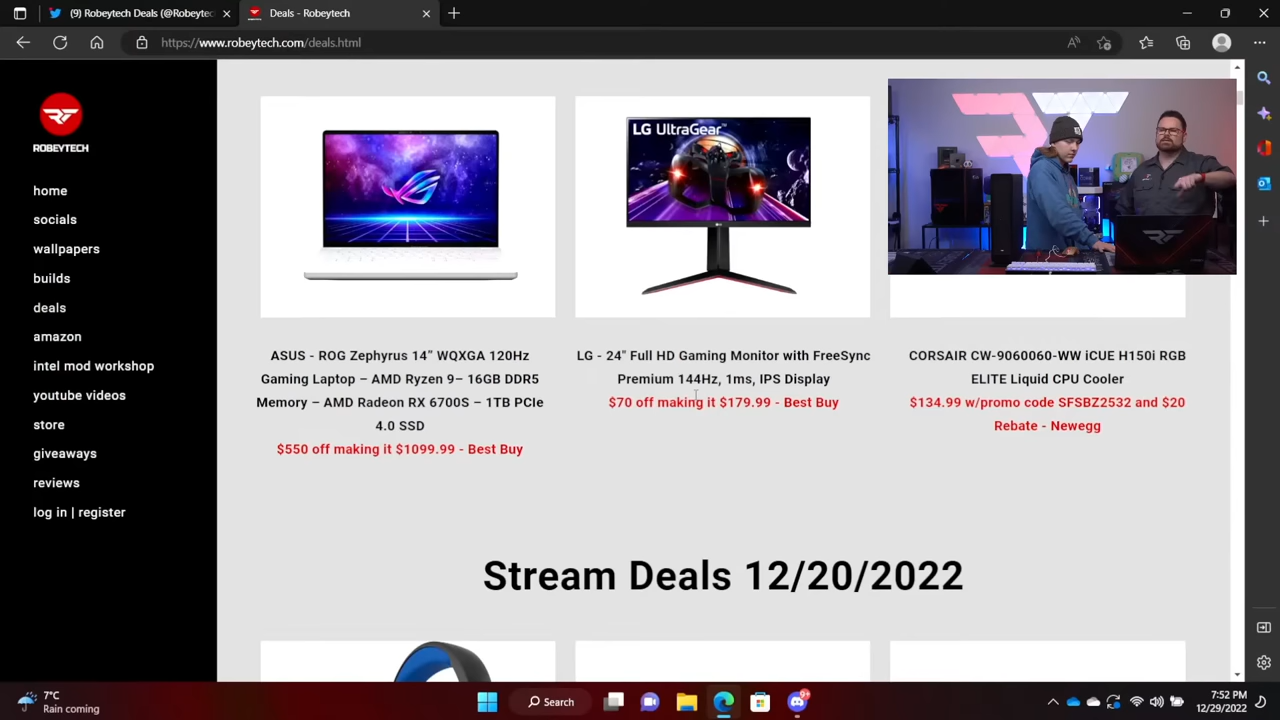 (9) Robeytech Deals (@Robeytec
Deals - Robeytech
https://www.robeytech.com/deals.html
ROBEYTECH
home
socials
wallpapers
builds
deals
amazon
intel mod workshop
youtube videos
store
giveaways
reviews
log in | register
LG UltraGear
ASUS - ROG Zephyrus 14” WQXGA 120Hz
Gaming Laptop – AMD Ryzen 9– 16GB DDR5
Memory – AMD Radeon RX 6700S – 1TB PCIe
4.0 SSD
$550 off making it $1099.99 - Best Buy
LG - 24" Full HD Gaming Monitor with FreeSync
Premium 144Hz, 1ms, IPS Display
$70 off making it $179.99 - Best Buy
CORSAIR CW-9060060-WW iCUE H150i RGB
ELITE Liquid CPU Cooler
$134.99 w/promo code SFSBZ2532 and $20
Rebate - Newegg
Stream Deals 12/20/2022
7°C
Rain coming
Search
7:52 PM
12/29/2022